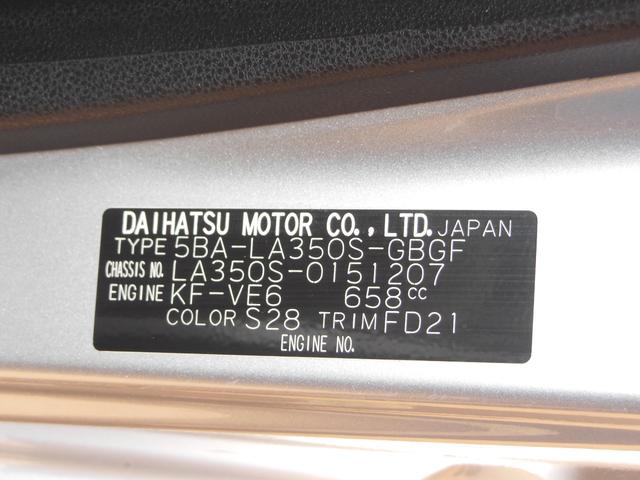 DAIHATSU MOTOR CO., LTD. JAPAN
TYPE 5BA-LA350S-GBGF
CHASSIS NO. LA350S-0151207
ENGINE KF-VE6 658cc
COLOR S28 TRIM FD21
ENGINE NO.